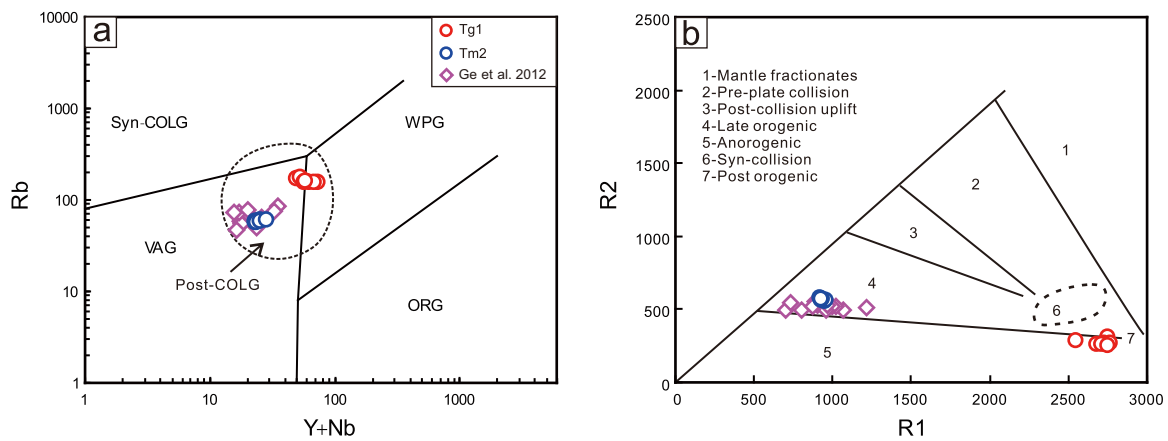 a
Tg1
Tm2
Ge et al. 2012
Syn-COLG
WPG
VAG
Post-COLG
ORG
10000
1000
100
10
1
1
10
100
1000
Rb
Y+Nb
b
1-Mantle fractionates
2-Pre-plate collision
3-Post-collision uplift
4-Late orogenic
5-Anorogenic
6-Syn-collision
7-Post orogenic
1
2
3
4
5
6
7
2500
2000
1500
1000
500
0
0
500
1000
1500
2000
2500
3000
R2
R1